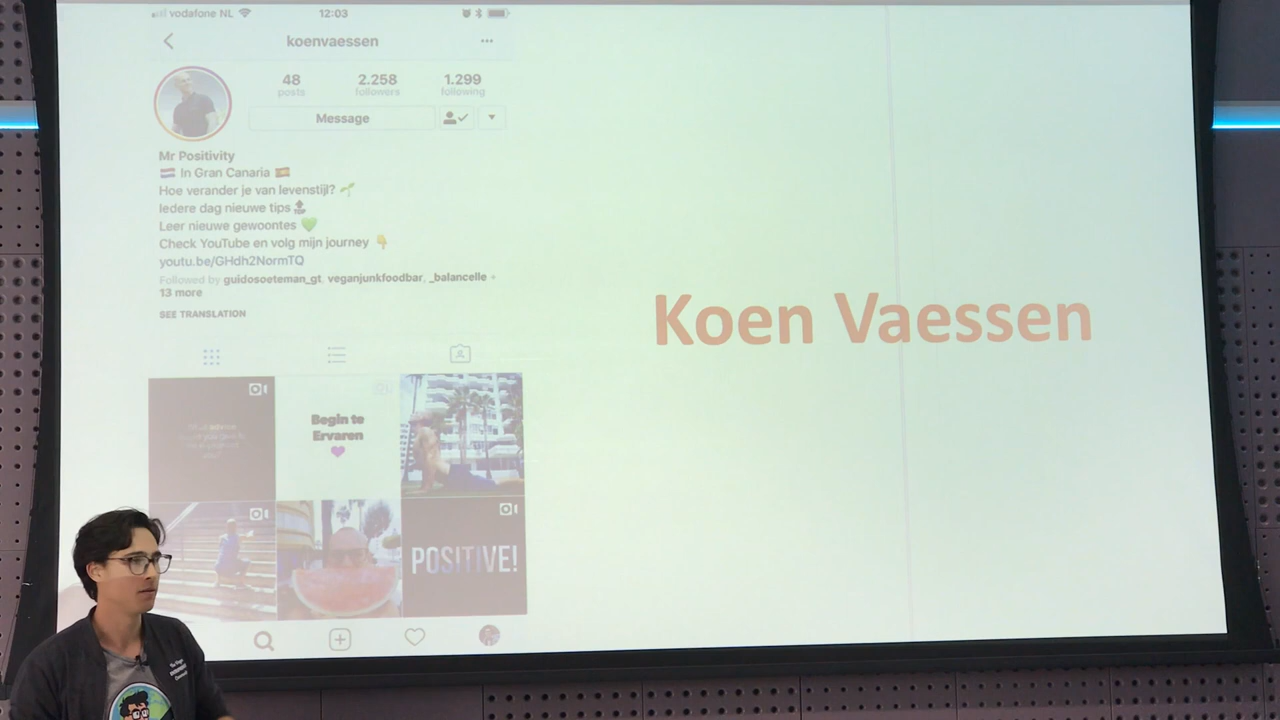 vodafone NL
12:03
koenvaessen
48
2.258
1.299
posts
followers
following
Message
Mr Positivity
In Gran Canaria
Hoe verander je van levenstijl?
Iedere dag nieuwe tips
Leer nieuwe gewoontes
Check YouTube en volg mijn journey
youtu.be/GHdh2NormTQ
Followed by guidosoeteman_gt, veganjunkfoodbar, _balancelle +
13 more
SEE TRANSLATION
Koen Vaessen
Begin te
Ervaren
POSITIVE!